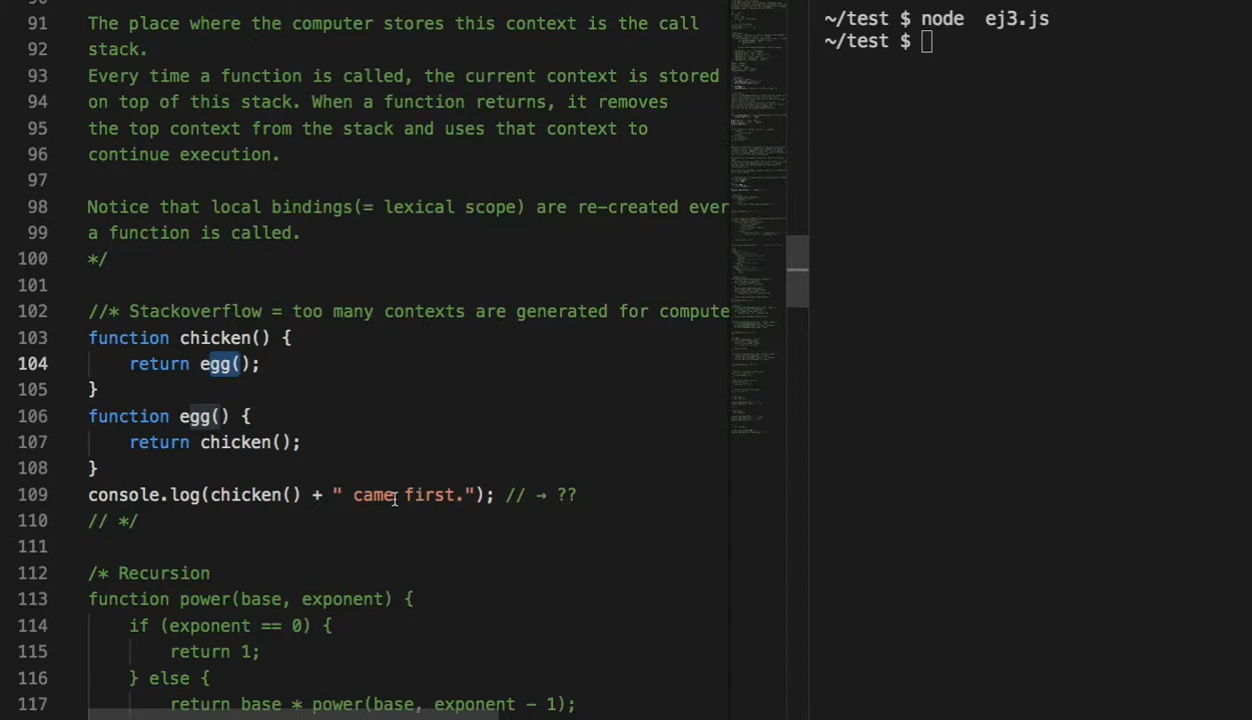 91 The place where the computer stores this context is the call
92 stack.
93 Every time a function is called, the current context is stored
94 on top of this stack. When a function returns, it removes
95 the top context from the stack and uses that context to
96 continue execution.
97
98 Notice that local bindings(= lexical scope) are re-created ever
99 a function is called.
100 */
101
102 //* Stackoverflow = too many contexts are generated for compute
103 function chicken() {
104 return egg();
105 }
106 function egg() {
107 return chicken();
108 }
109 console.log(chicken() + " came first."); // → ??
110 // */
111
112 /* Recursion
113 function power(base, exponent) {
114 if (exponent == 0) {
115 return 1;
116 } else {
117 return base * power(base, exponent - 1);
~/test $ node  ej3.js
~/test $